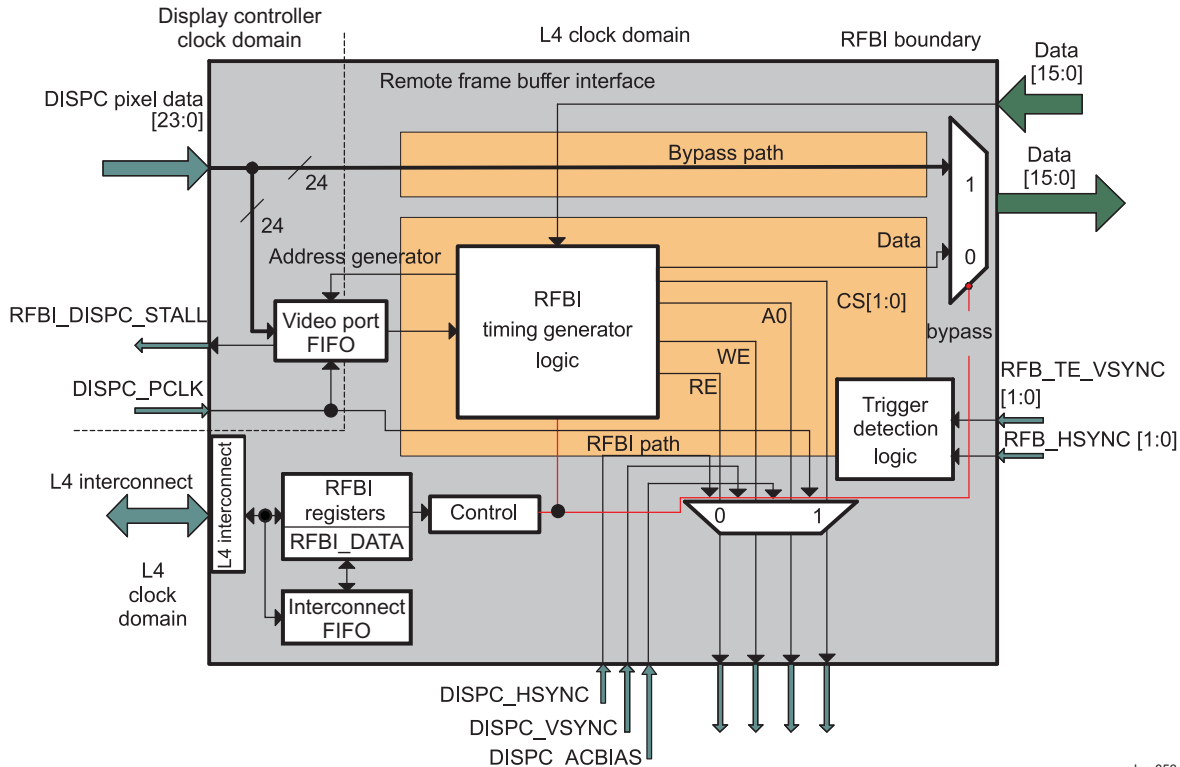 Display controller
clock domain
L4 clock domain
RFBI boundary
Data
[15:0]
Remote frame buffer interface
DISPC pixel data
[23:0]
Bypass path
24
24
1
Data
[15:0]
Data
0
Address generator
RFBI
timing generator
logic
CS[1:0]
A0
WE
RE
bypass
RFBI_DISPC_STALL
Video port
FIFO
DISPC_PCLK
RFB_TE_VSYNC
[1:0]
Trigger
detection
logic
RFB_HSYNC [1:0]
RFBI path
L4 interconnect
L4 interconnect
RFBI
registers
RFBI_DATA
Control
0
1
L4
clock
domain
Interconnect
FIFO
DISPC_HSYNC
DISPC_VSYNC
DISPC_ACBIAS